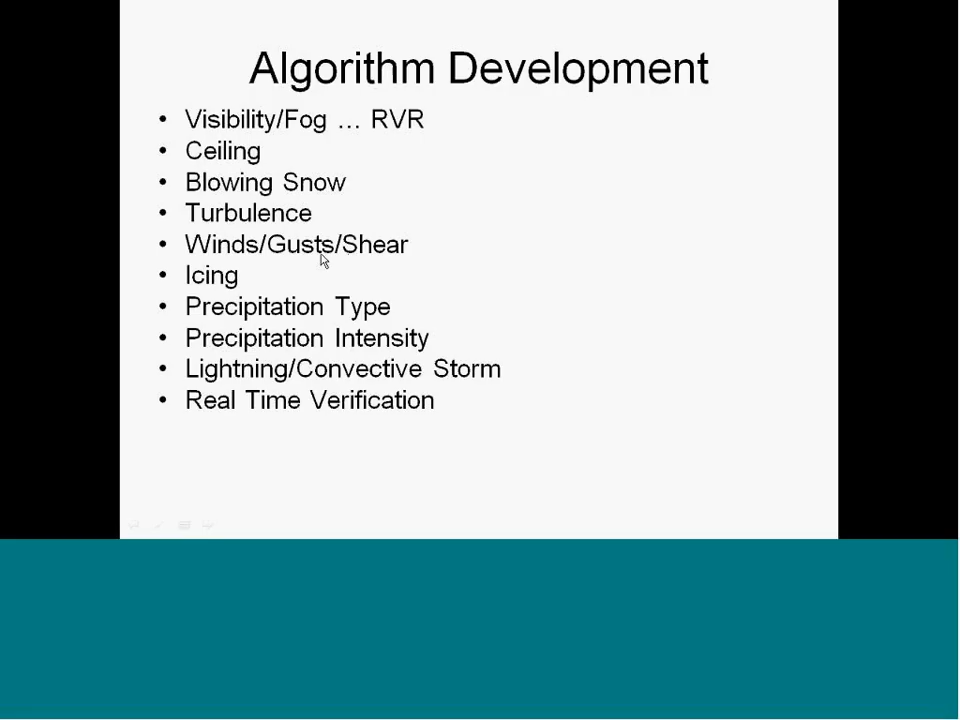 Algorithm Development
• Visibility/Fog … RVR
• Ceiling
• Blowing Snow
• Turbulence
• Winds/Gusts/Shear
• Icing
• Precipitation Type
• Precipitation Intensity
• Lightning/Convective Storm
• Real Time Verification